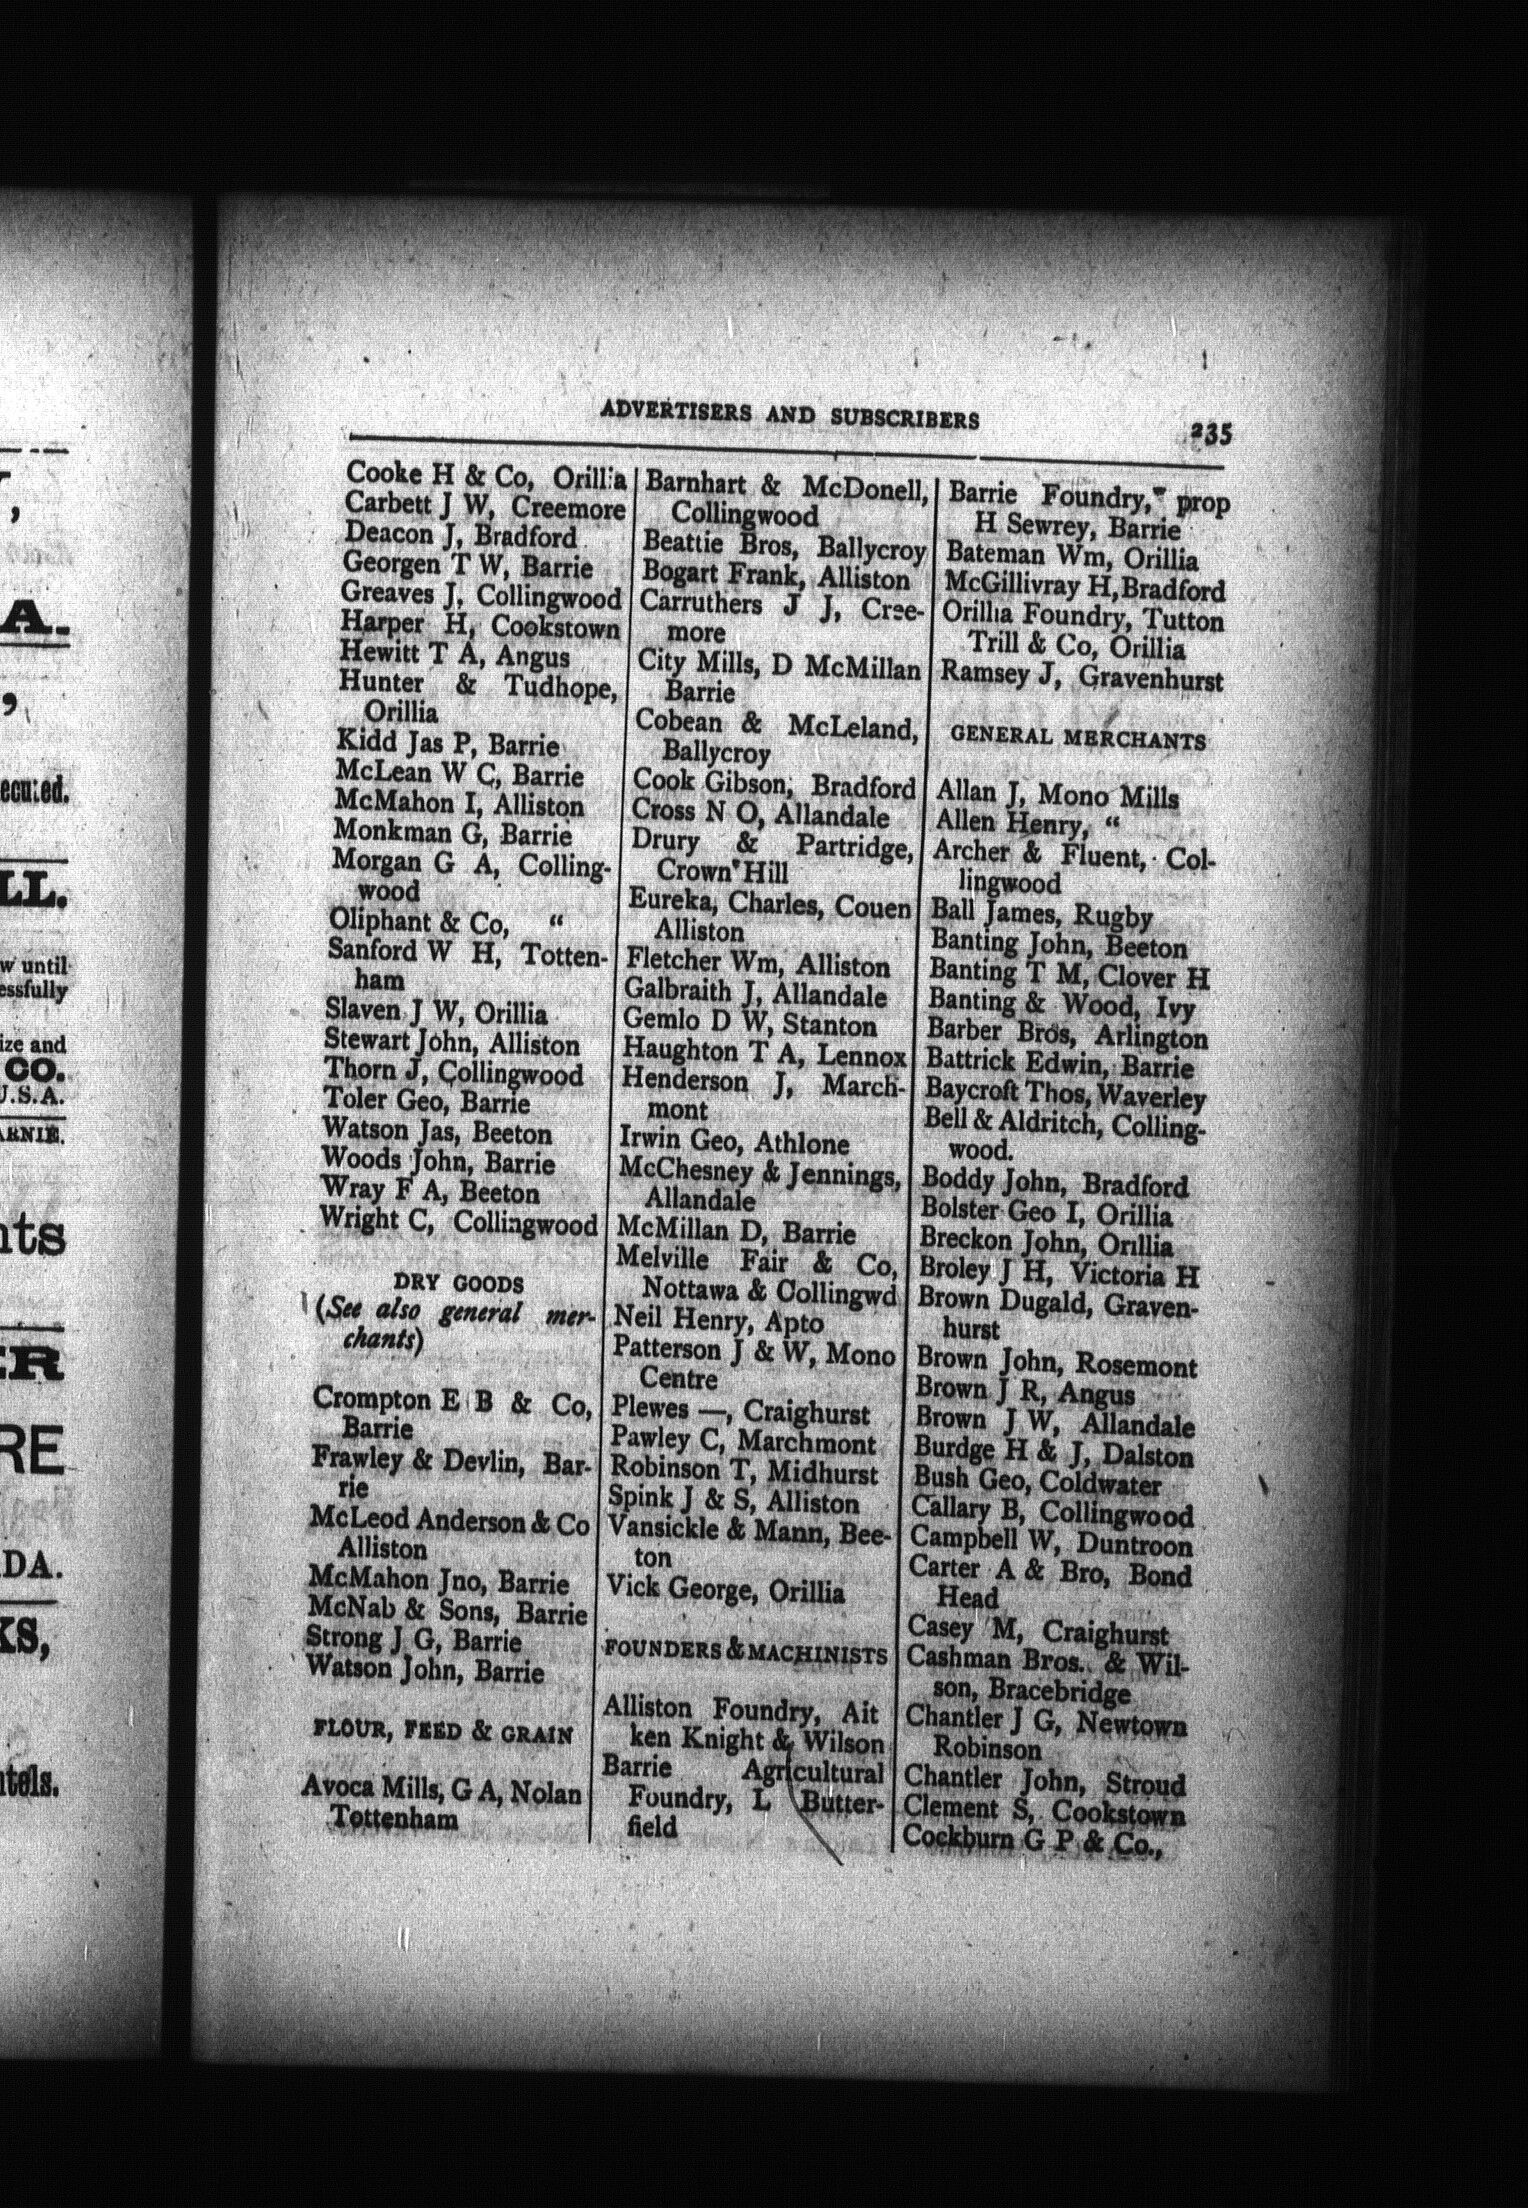 Y,
A.
,
ecuted.
LL.
w until
essfully
ize and
CO.
U.S.A.
ARNIE.
nts
ER
RE
DA.
KS,
tels.
ADVERTISERS AND SUBSCRIBERS 235
Cooke H & Co, Orillia
Carbett J W, Creemore
Deacon J, Bradford
Georgen T W, Barrie
Greaves J, Collingwood
Harper H, Cookstown
Hewitt T A, Angus
Hunter & Tudhope,
Orillia
Kidd Jas P, Barrie
McLean W C, Barrie
McMahon I, Alliston
Monkman G, Barrie
Morgan G A, Colling-
wood
Oliphant & Co, “
Sanford W H, Totten-
ham
Slaven J W, Orillia
Stewart John, Alliston
Thorn J, Collingwood
Toler Geo, Barrie
Watson Jas, Beeton
Woods John, Barrie
Wray F A, Beeton
Wright C, Collingwood
DRY GOODS
(See also general mer-
chants)
Crompton E B & Co,
Barrie
Frawley & Devlin, Bar-
rie
McLeod Anderson & Co
Alliston
McMahon Jno, Barrie
McNab & Sons, Barrie
Strong J G, Barrie
Watson John, Barrie
FLOUR, FEED & GRAIN
Avoca Mills, G A, Nolan
Tottenham
Barnhart & McDonell,
Collingwood
Beattie Bros, Ballycroy
Bogart Frank, Alliston
Carruthers J J, Cree-
more
City Mills, D McMillan
Barrie
Cobean & McLeland,
Ballycroy
Cook Gibson, Bradford
Cross N O, Allandale
Drury & Partridge,
Crown Hill
Eureka, Charles, Couen
Alliston
Fletcher Wm, Alliston
Galbraith J, Allandale
Gemlo D W, Stanton
Haughton T A, Lennox
Henderson J, March-
mont
Irwin Geo, Athlone
McChesney & Jennings,
Allandale
McMillan D, Barrie
Melville Fair & Co,
Nottawa & Collingwd
Neil Henry, Apto
Patterson J & W, Mono
Centre
Plewes —, Craighurst
Pawley C, Marchmont
Robinson T, Midhurst
Spink J & S, Alliston
Vansickle & Mann, Bee-
ton
Vick George, Orillia
FOUNDERS & MACHINISTS
Alliston Foundry, Ait
ken Knight & Wilson
Barrie Agricultural
Foundry, L Butter-
field
Barrie Foundry, prop
H Sewrey, Barrie
Bateman Wm, Orillia
McGillivray H, Bradford
Orillia Foundry, Tutton
Trill & Co, Orillia
Ramsey J, Gravenhurst
GENERAL MERCHANTS
Allan J, Mono Mills
Allen Henry, “
Archer & Fluent, Col-
lingwood
Ball James, Rugby
Banting John, Beeton
Banting T M, Clover H
Banting & Wood, Ivy
Barber Bros, Arlington
Battrick Edwin, Barrie
Baycroft Thos, Waverley
Bell & Aldritch, Colling-
wood.
Boddy John, Bradford
Bolster Geo I, Orillia
Breckon John, Orillia
Broley J H, Victoria H
Brown Dugald, Graven-
hurst
Brown John, Rosemont
Brown J R, Angus
Brown J W, Allandale
Burdge H & J, Dalston
Bush Geo, Coldwater
Callary B, Collingwood
Campbell W, Duntroon
Carter A & Bro, Bond
Head
Casey M, Craighurst
Cashman Bros. & Wil-
son, Bracebridge
Chantler J G, Newtown
Robinson
Chantler John, Stroud
Clement S, Cookstown
Cockburn G P & Co.,